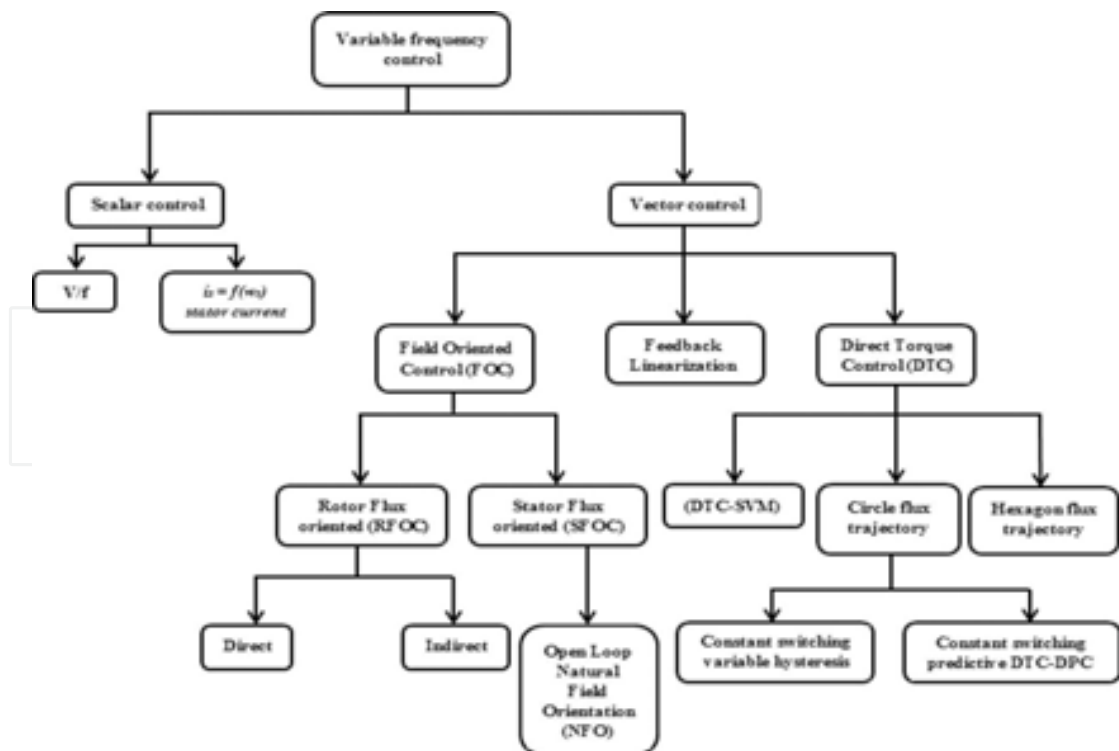 Variable frequency
control
Scalar control
Vector control
V/f
is = f(ws)
stator current
Field Oriented
Control (FOC)
Feedback
Linearization
Direct Torque
Control (DTC)
Rotor Flux
oriented (RFOC)
Stator Flux
oriented (SFOC)
(DTC-SVM)
Circle flux
trajectory
Hexagon flux
trajectory
Direct
Indirect
Open Loop
Natural
Field
Orientation
(NFO)
Constant switching
variable hysteresis
Constant switching
predictive DTC-DPC